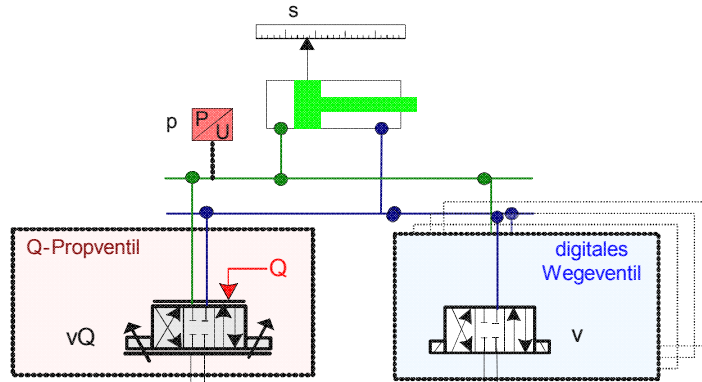 s
p
P
U
Q-Propventil
Q
vQ
digitales
Wegeventil
v